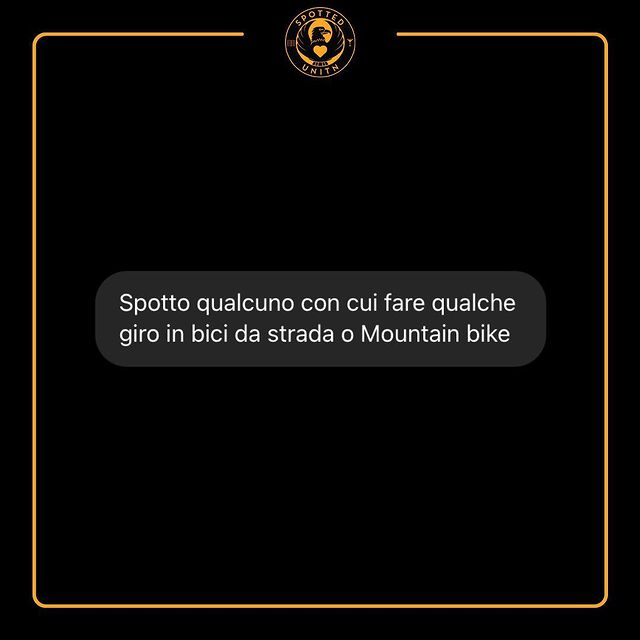 SPOTTED
UNITN
Spotto qualcuno con cui fare qualche
giro in bici da strada o Mountain bike